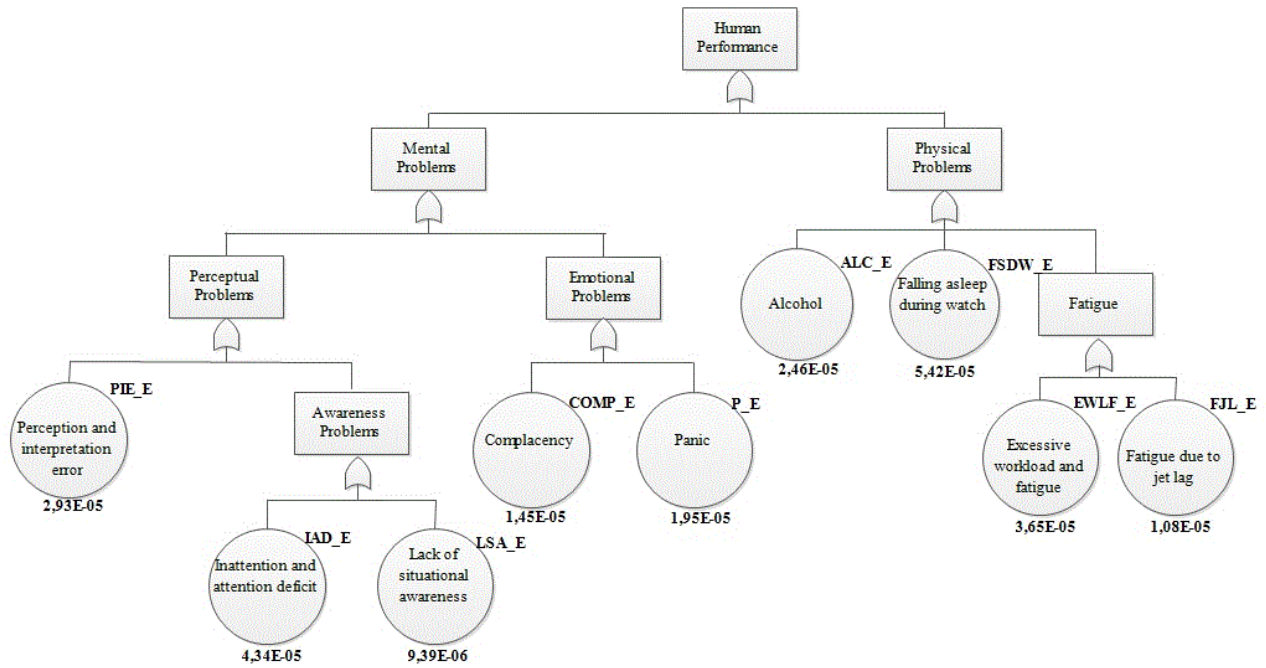 Human
Performance
Mental
Problems
Physical
Problems
Perceptual
Problems
Emotional
Problems
ALC_E
Alcohol
2,46E-05
FSDW_E
Falling asleep
during watch
5,42E-05
Fatigue
PIE_E
Perception and
interpretation
error
2,93E-05
Awareness
Problems
COMP_E
Complacency
1,45E-05
P_E
Panic
1,95E-05
EWLF_E
Excessive
workload and
fatigue
3,65E-05
FJL_E
Fatigue due to
jet lag
1,08E-05
IAD_E
Inattention and
attention deficit
4,34E-05
LSA_E
Lack of
situational
awareness
9,39E-06